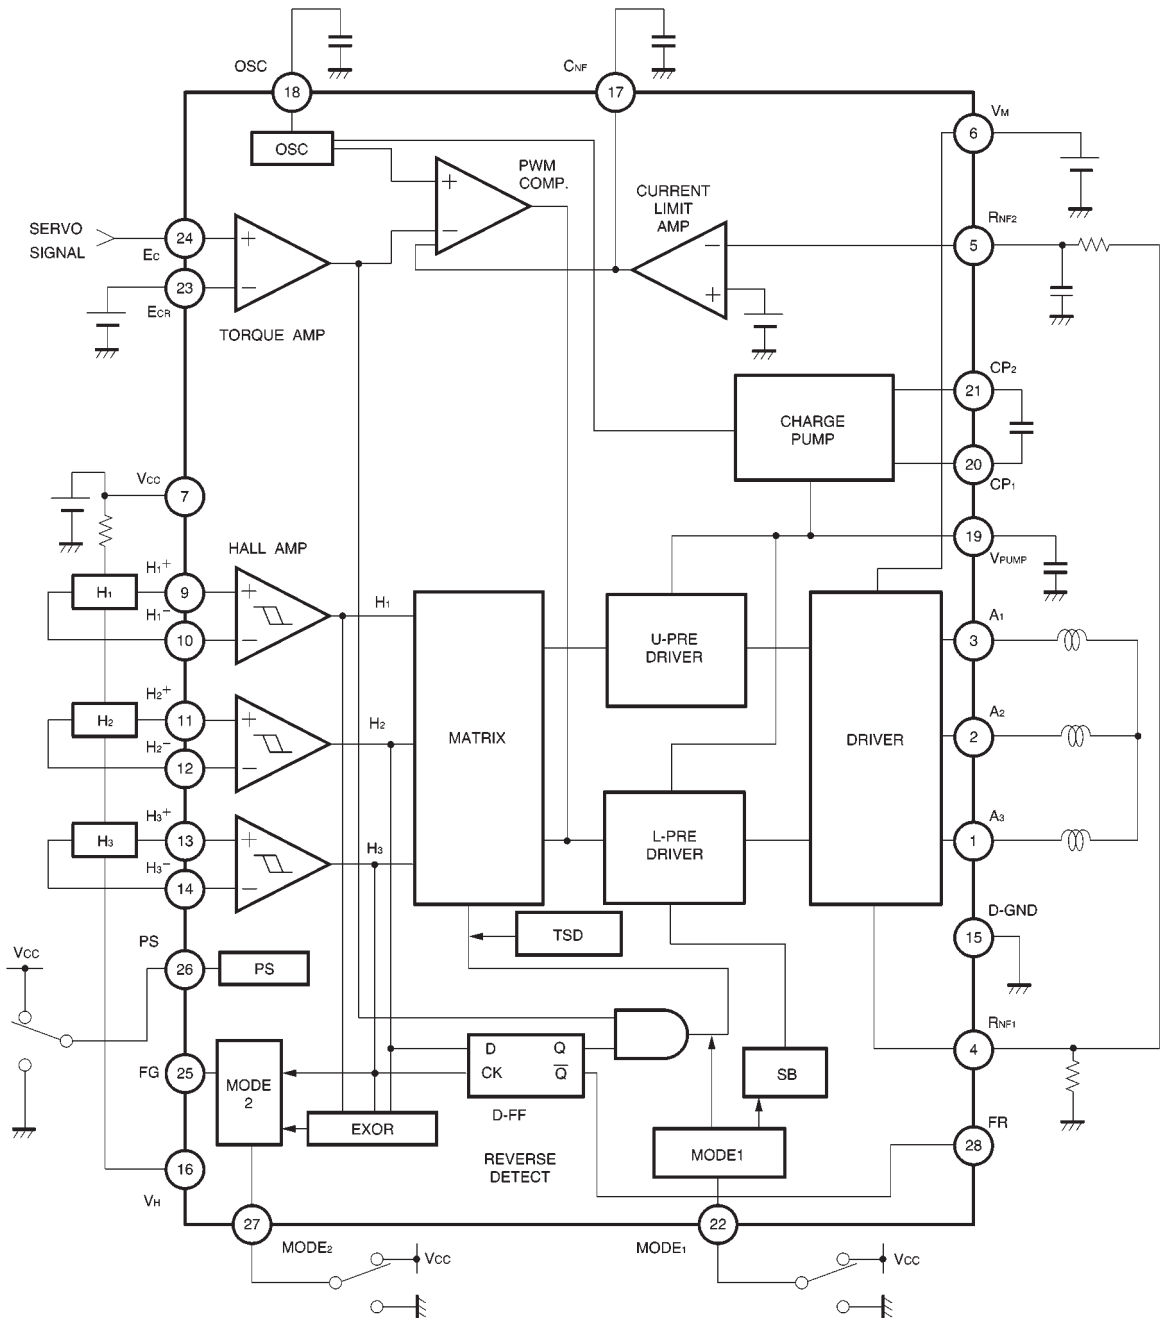 OSC
CNF
18
17
VM
6
OSC
PWM
COMP.
CURRENT
LIMIT
AMP
+
−
RNF2
5
SERVO
SIGNAL
24
EC
+
−
−
+
23
ECR
TORQUE AMP
CP2
21
CHARGE
PUMP
20
CP1
VCC
7
19
VPUMP
HALL AMP
H1+
H1
9
+
H1
H1−
10
−
MATRIX
U-PRE
DRIVER
DRIVER
A1
3
H2+
H2
11
+
H2
H2−
12
−
A2
2
H3+
H3
13
+
H3
H3−
14
−
L-PRE
DRIVER
A3
1
D-GND
15
TSD
PS
26
PS
VCC
RNF1
4
FG
25
MODE
2
D
Q
CK
Q̅
D-FF
EXOR
SB
MODE1
FR
28
REVERSE
DETECT
16
VH
27
MODE2
22
MODE1
VCC
VCC